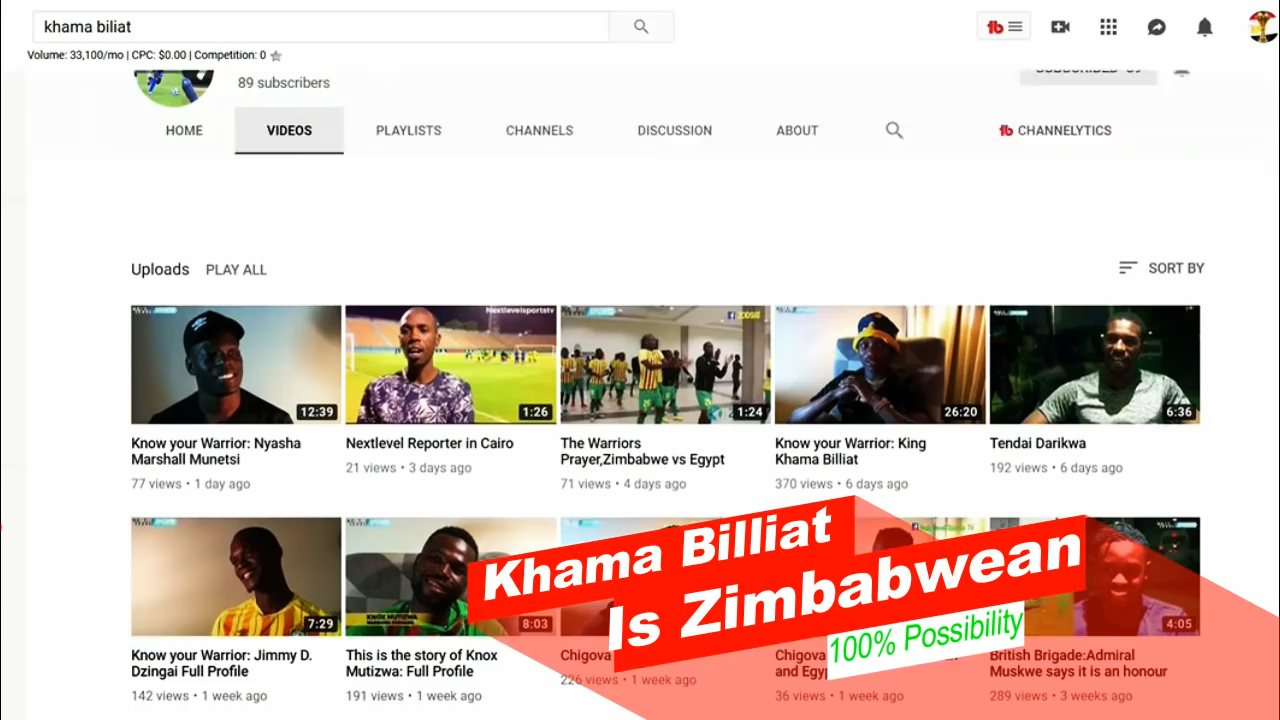 khama biliat
Volume: 33,100/mo | CPC: $0.00 | Competition: 0
89 subscribers
HOME VIDEOS PLAYLISTS CHANNELS DISCUSSION ABOUT CHANNELYTICS
Uploads PLAY ALL SORT BY
Nextlevelsportstv
12:39 1:26 1:24 26:20 6:36
Know your Warrior: Nyasha Marshall Munetsi
77 views • 1 day ago
Nextlevel Reporter in Cairo
21 views • 3 days ago
The Warriors
Prayer,Zimbabwe vs Egypt
71 views • 4 days ago
Know your Warrior: King
Khama Billiat
370 views • 6 days ago
Tendai Darikwa
192 views • 6 days ago
7:29 8:03 4:05
KNOX MUTIZWA
Know your Warrior: Jimmy D.
Dzingai Full Profile
142 views • 1 week ago
This is the story of Knox
Mutizwa: Full Profile
191 views • 1 week ago
Chigova
226 views • 1 week ago
Chigova
and Egyp
36 views • 1 week ago
British Brigade:Admiral
Muskwe says it is an honour
289 views • 3 weeks ago
Khama Billiat
Is Zimbabwean
100% Possibility